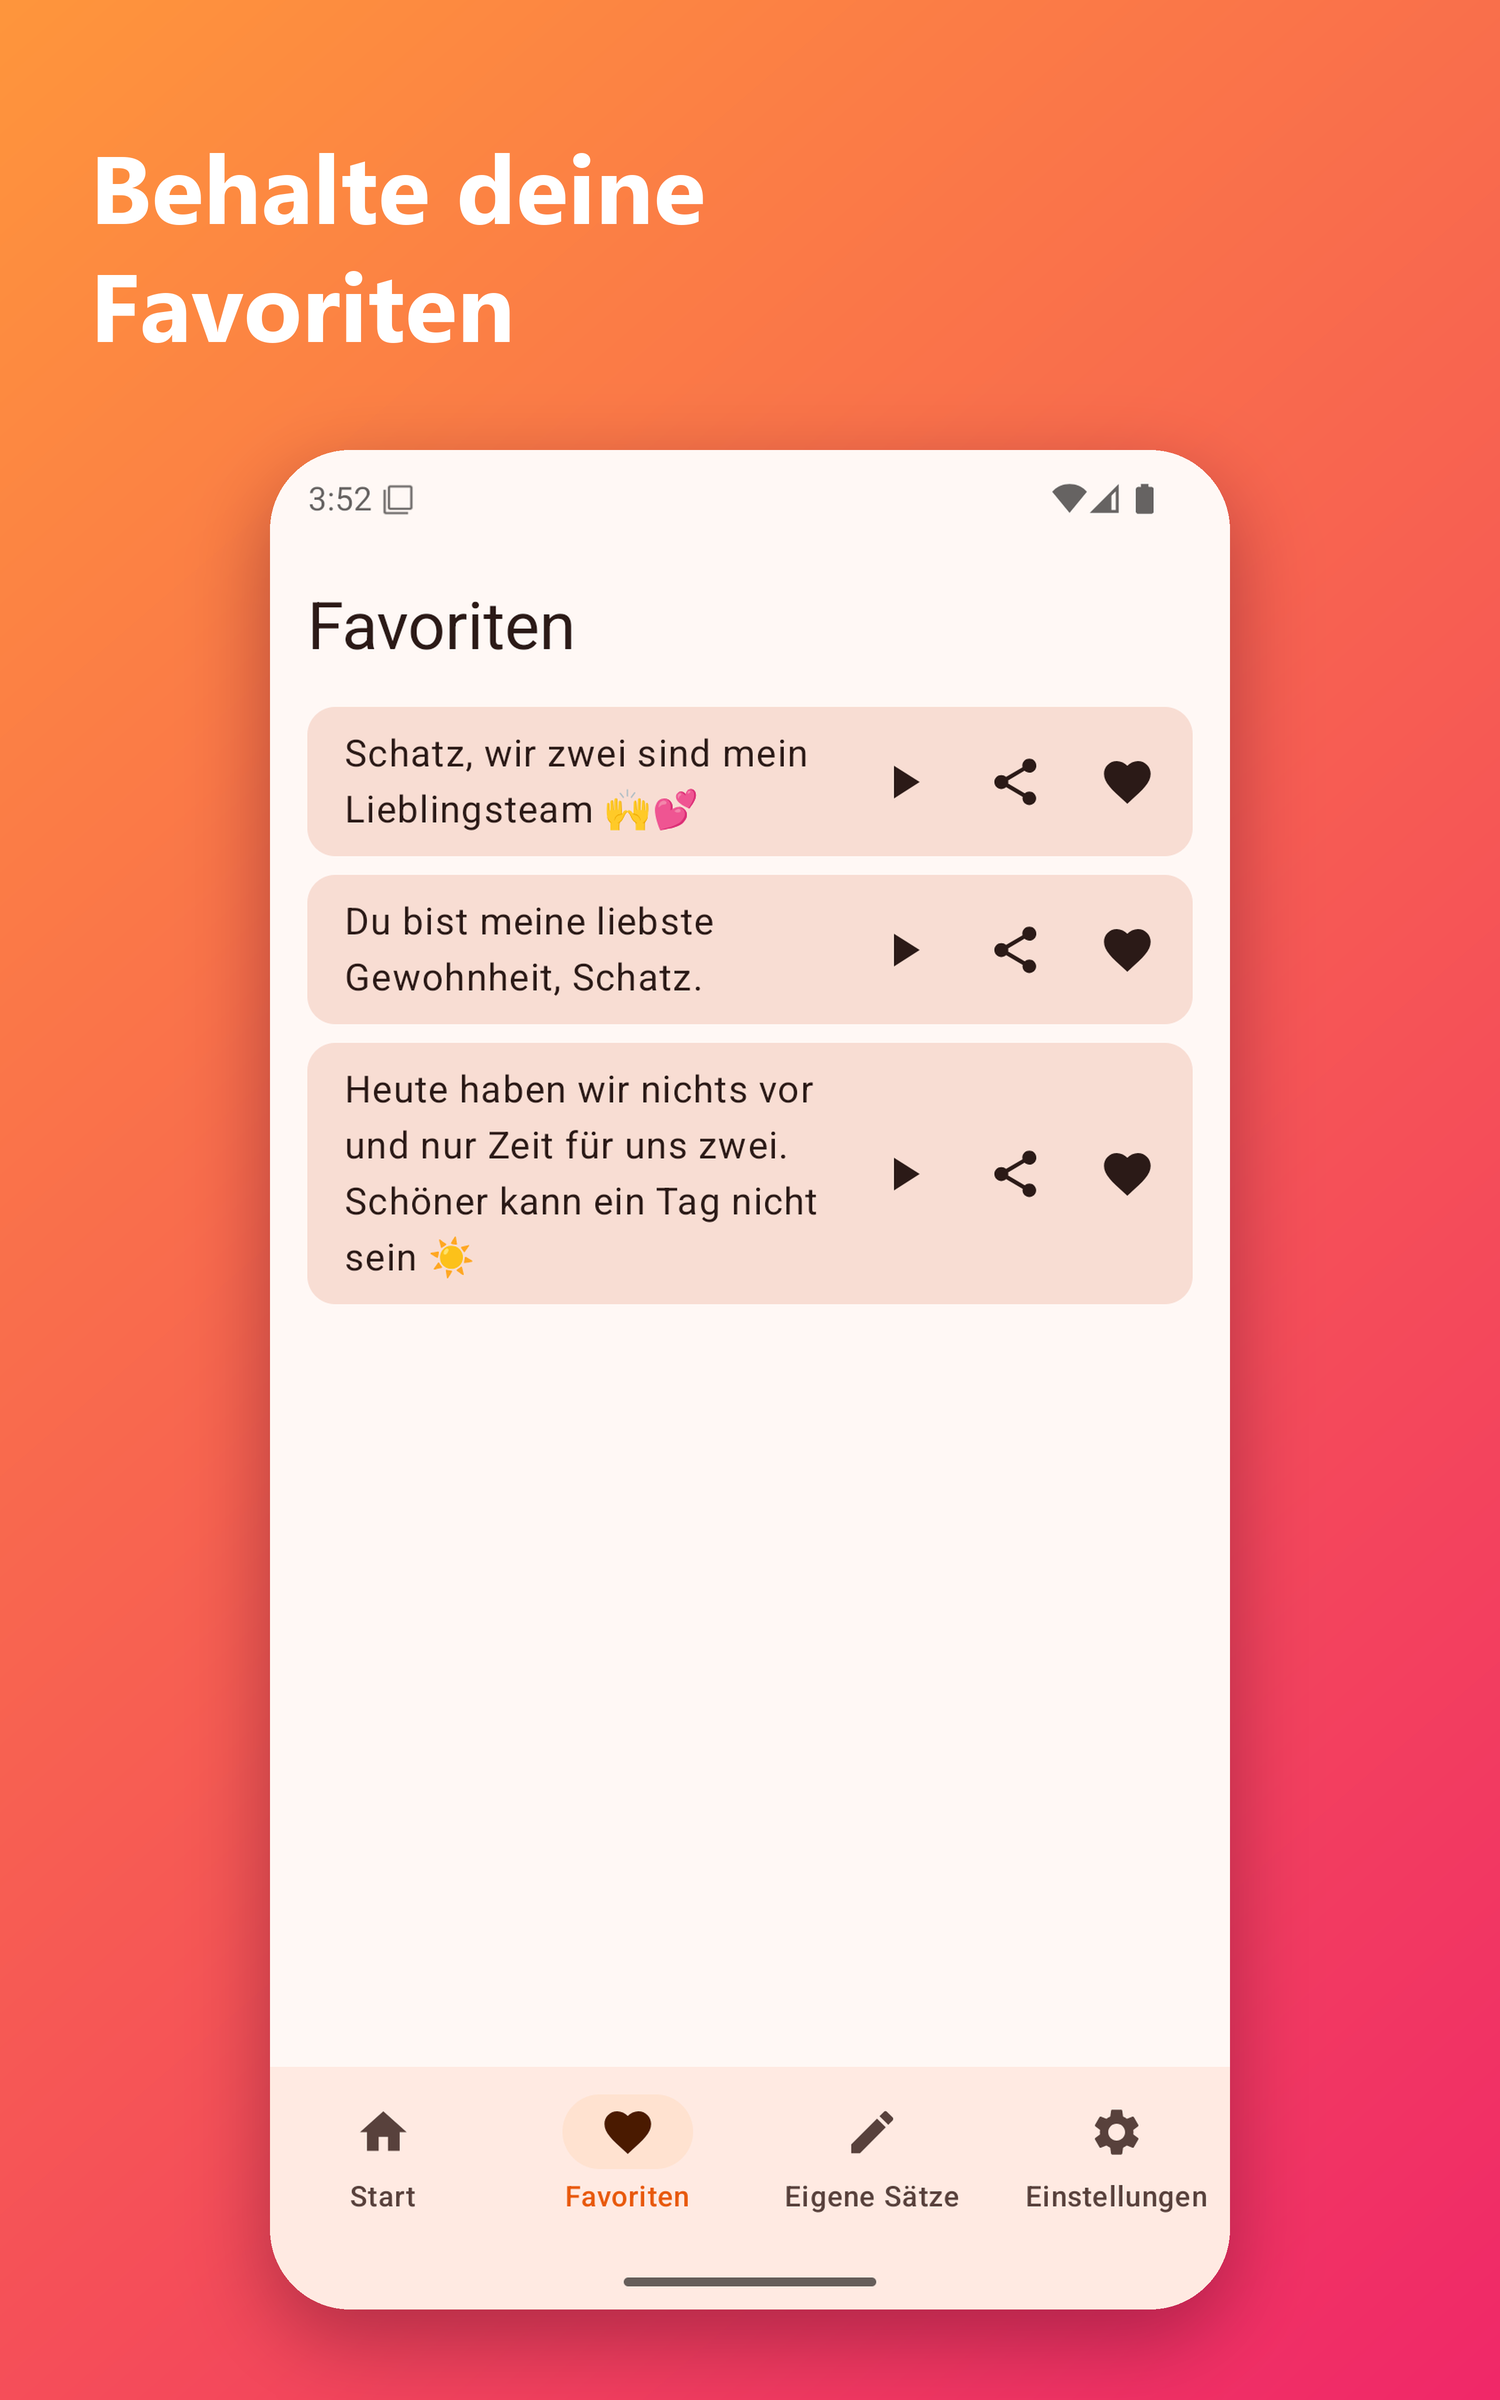 Behalte deine
Favoriten
3:52
Favoriten
Schatz, wir zwei sind mein
Lieblingsteam 🙌💕
Du bist meine liebste
Gewohnheit, Schatz.
Heute haben wir nichts vor
und nur Zeit für uns zwei.
Schöner kann ein Tag nicht
sein ☀️
Start
Favoriten
Eigene Sätze
Einstellungen